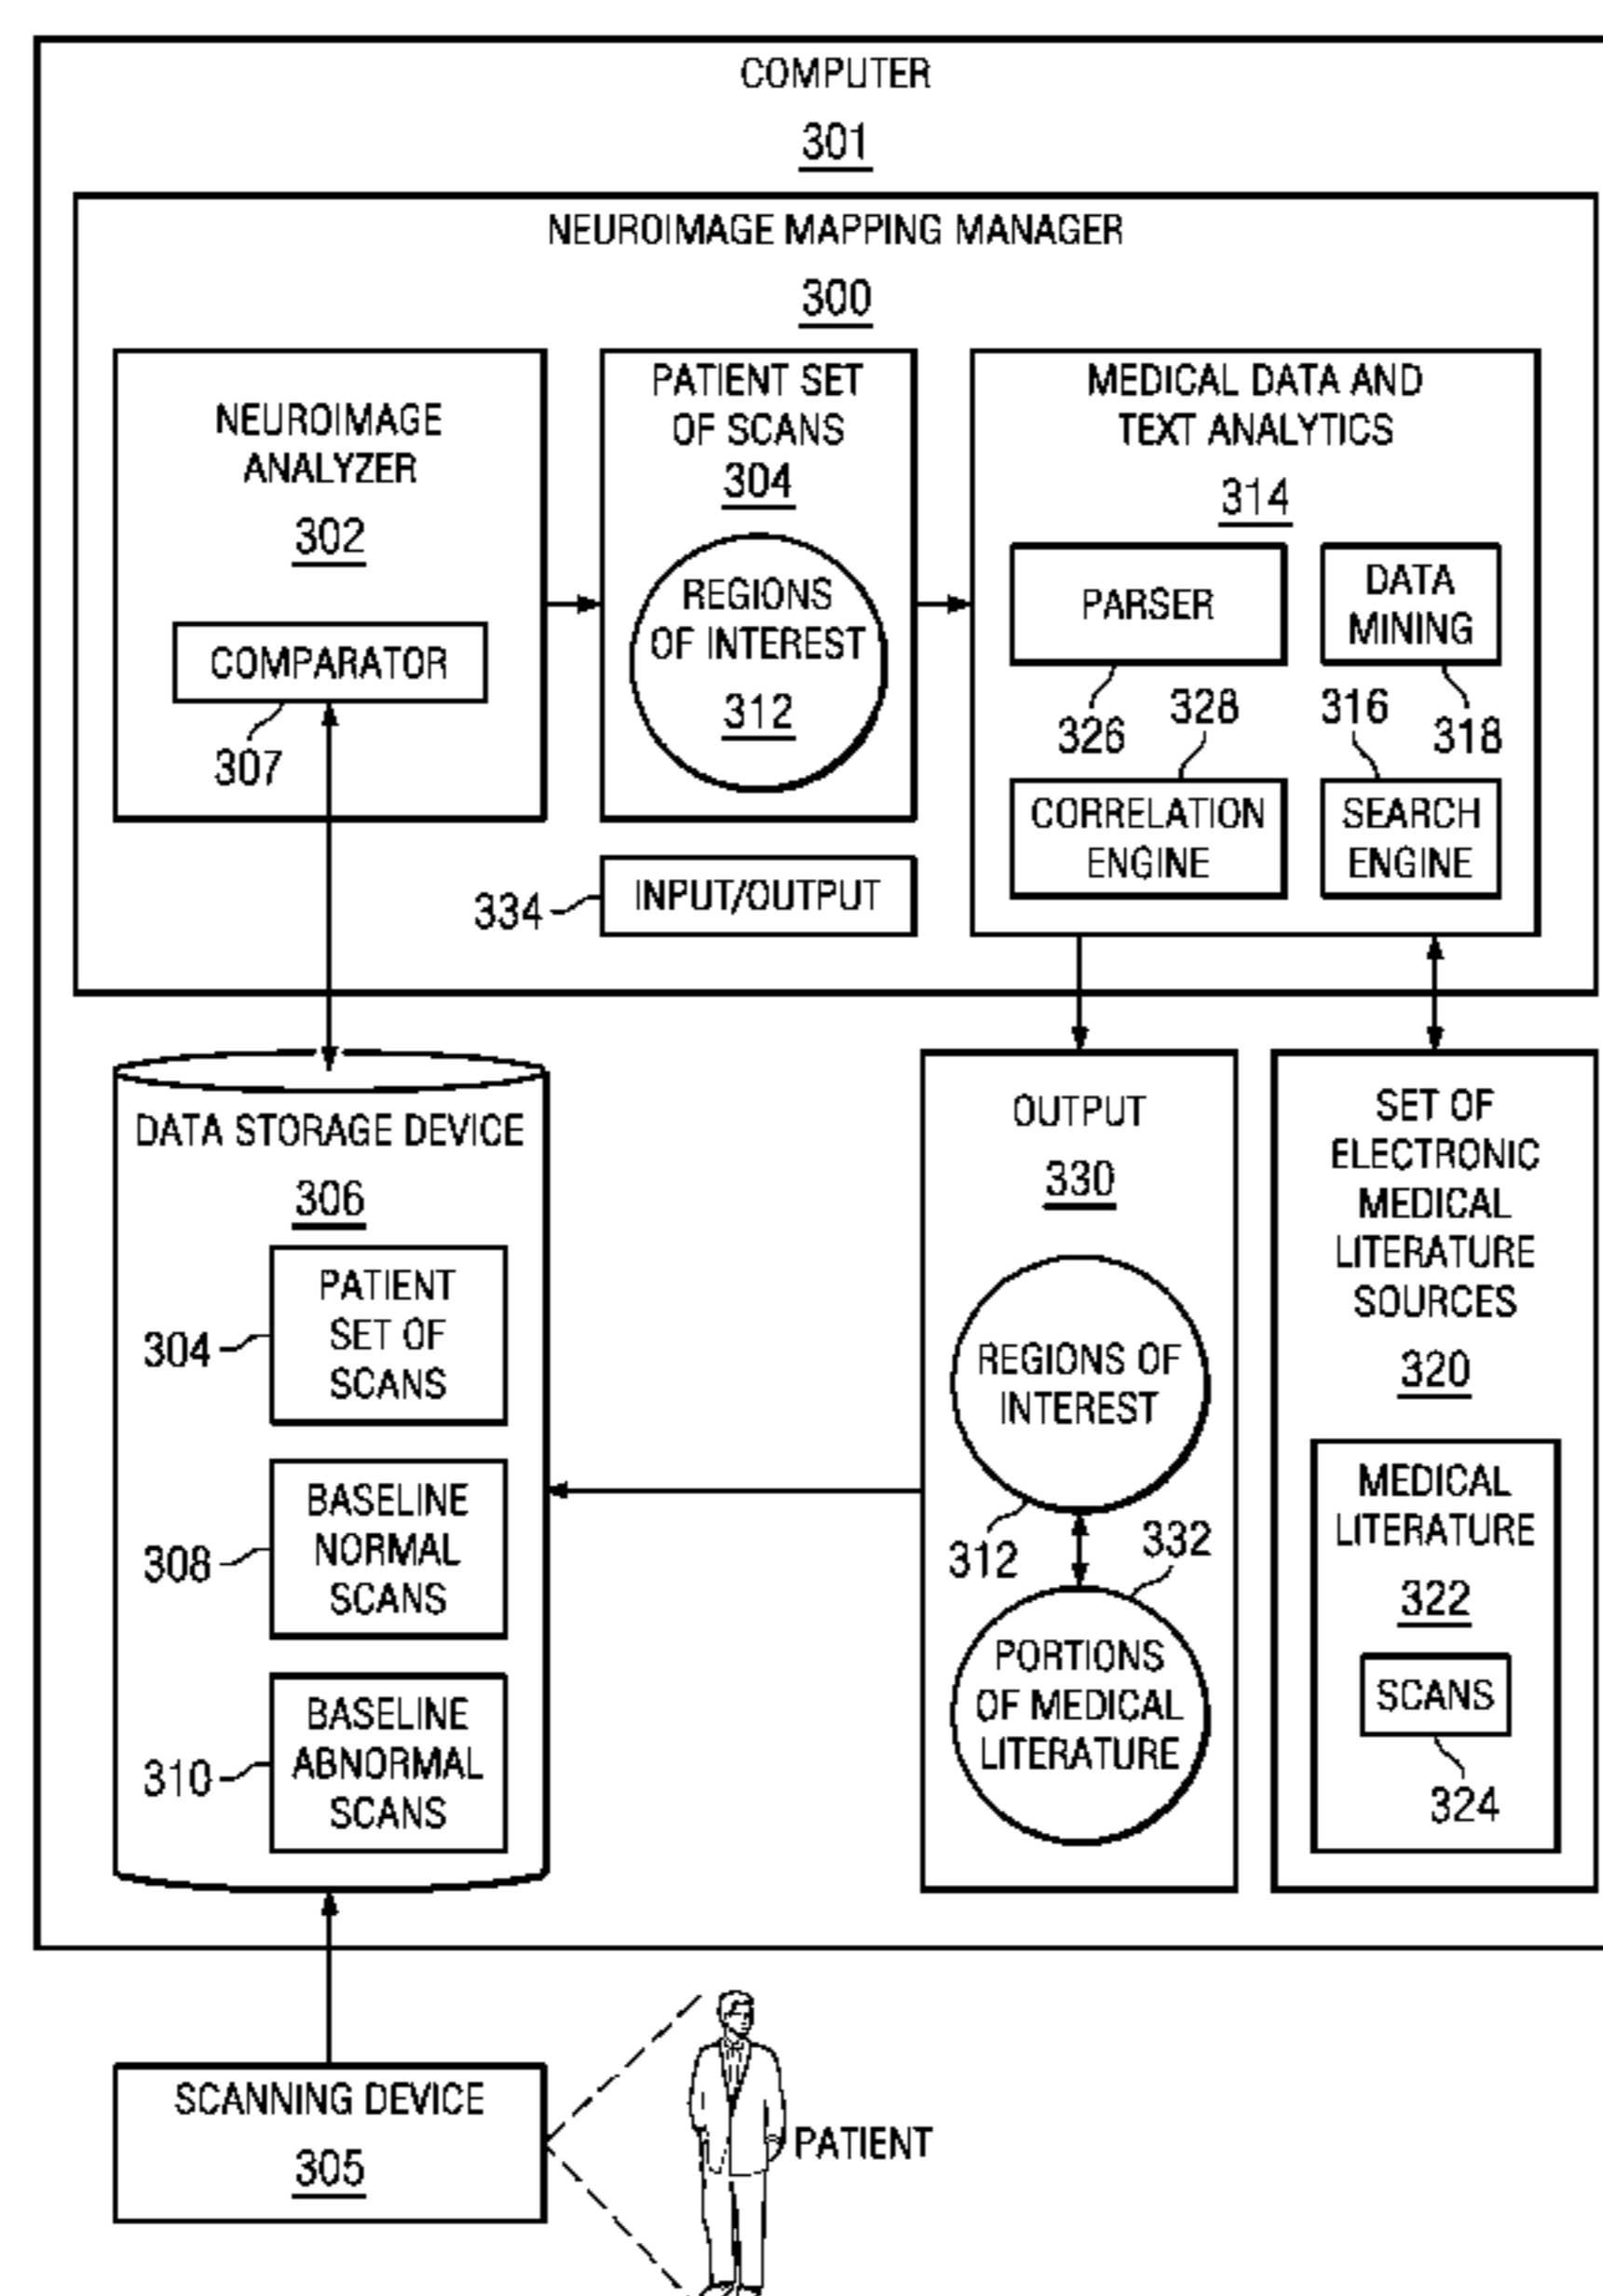 COMPUTER
301
NEUROIMAGE MAPPING MANAGER
300
NEUROIMAGE
ANALYZER
302
COMPARATOR
307
PATIENT SET
OF SCANS
304
REGIONS
OF INTEREST
312
334
INPUT/OUTPUT
MEDICAL DATA AND
TEXT ANALYTICS
314
PARSER
326
DATA
MINING
318
328
CORRELATION
ENGINE
316
SEARCH
ENGINE
DATA STORAGE DEVICE
306
304
PATIENT
SET OF
SCANS
308
BASELINE
NORMAL
SCANS
310
BASELINE
ABNORMAL
SCANS
OUTPUT
330
REGIONS OF
INTEREST
312
332
PORTIONS
OF MEDICAL
LITERATURE
SET OF
ELECTRONIC
MEDICAL
LITERATURE
SOURCES
320
MEDICAL
LITERATURE
322
SCANS
324
SCANNING DEVICE
305
PATIENT